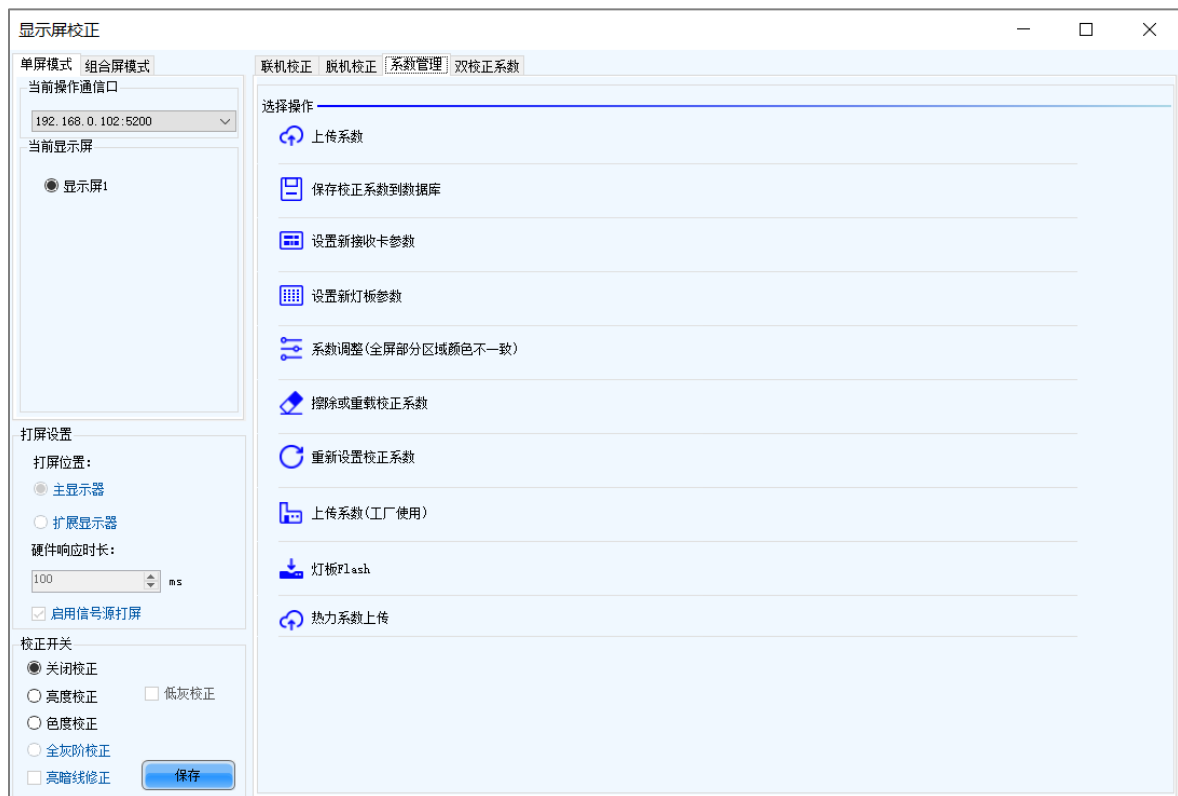 显示屏校正
单屏模式 组合屏模式
当前操作通信口
192.168.0.102:5200
当前显示屏
显示屏1
打屏设置
打屏位置:
主显示器
扩展显示器
硬件响应时长:
100 ms
启用信号源打屏
校正开关
关闭校正
亮度校正 低灰校正
色度校正
全灰阶校正
亮暗线修正 保存
联机校正 脱机校正 系数管理 双校正系数
选择操作
上传系数
保存校正系数到数据库
设置新接收卡参数
设置新灯板参数
系数调整(全屏部分区域颜色不一致)
擦除或重载校正系数
重新设置校正系数
上传系数(工厂使用)
灯板Flash
热力系数上传